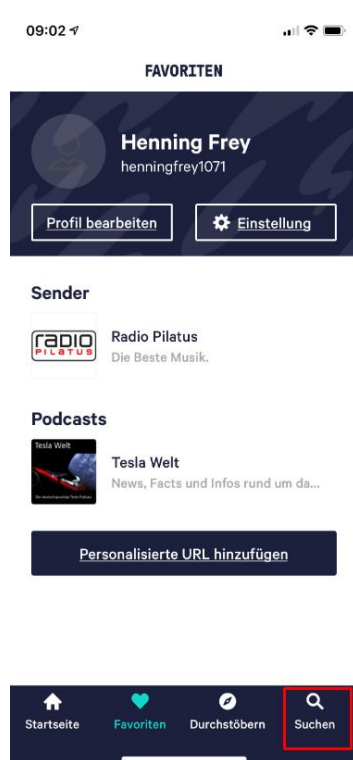 09:02
FAVORITEN
Henning Frey
henningfrey1071
Profil bearbeiten
Einstellung
Sender
RADIO
PILATUS
Radio Pilatus
Die Beste Musik.
Podcasts
Tesla Welt
Tesla Welt
News, Facts und Infos rund um da...
Personalisierte URL hinzufügen
Startseite
Favoriten
Durchstöbern
Suchen